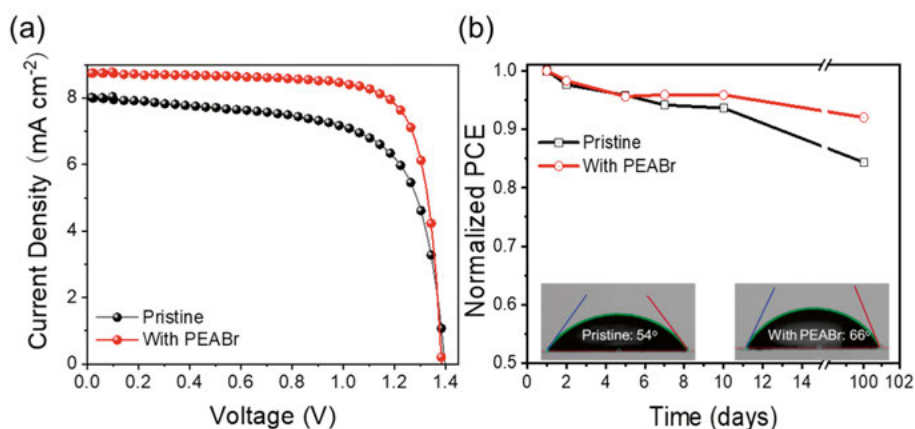 (a)
Current Density (mA cm⁻²)
8
6
4
2
0
Pristine
With PEABr
0.0 0.2 0.4 0.6 0.8 1.0 1.2 1.4
Voltage (V)
(b)
Normalized PCE
1.0
0.9
0.8
0.7
0.6
0.5
Pristine
With PEABr
Pristine: 54°
With PEABr: 66°
0 2 4 6 8 10 12 14 100 102
Time (days)